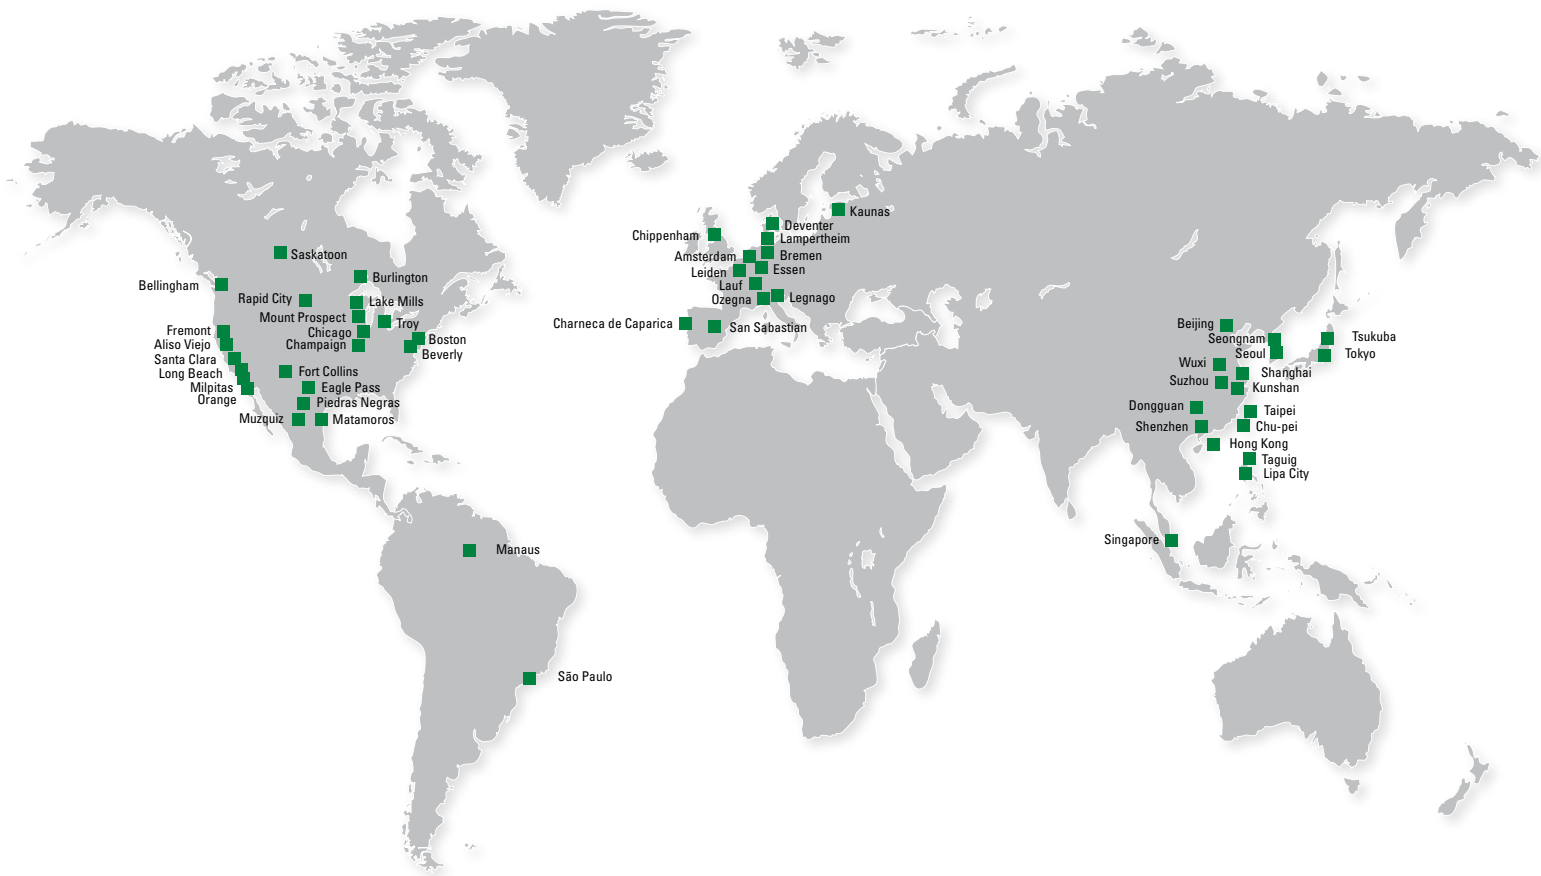 Saskatoon
Burlington
Bellingham
Rapid City
Lake Mills
Mount Prospect
Troy
Fremont
Chicago
Boston
Aliso Viejo
Champaign
Beverly
Santa Clara
Long Beach
Fort Collins
Milpitas
Eagle Pass
Orange
Piedras Negras
Muzquiz
Matamoros
Manaus
São Paulo
Kaunas
Deventer
Chippenham
Lampertheim
Amsterdam
Bremen
Leiden
Essen
Lauf
Ozegna
Legnago
Charneca de Caparica
San Sabastian
Beijing
Seongnam
Tsukuba
Seoul
Tokyo
Wuxi
Shanghai
Suzhou
Kunshan
Dongguan
Taipei
Shenzhen
Chu-pei
Hong Kong
Taguig
Lipa City
Singapore